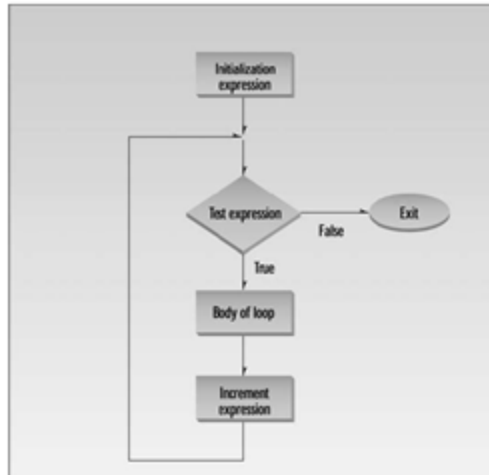 Initialization
expression
Test expression
Exit
False
True
Body of loop
Increment
expression